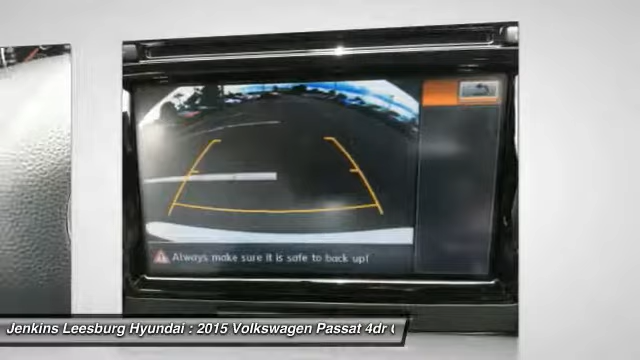 Always make sure it is safe to back up!
Jenkins Leesburg Hyundai : 2015 Volkswagen Passat 4dr